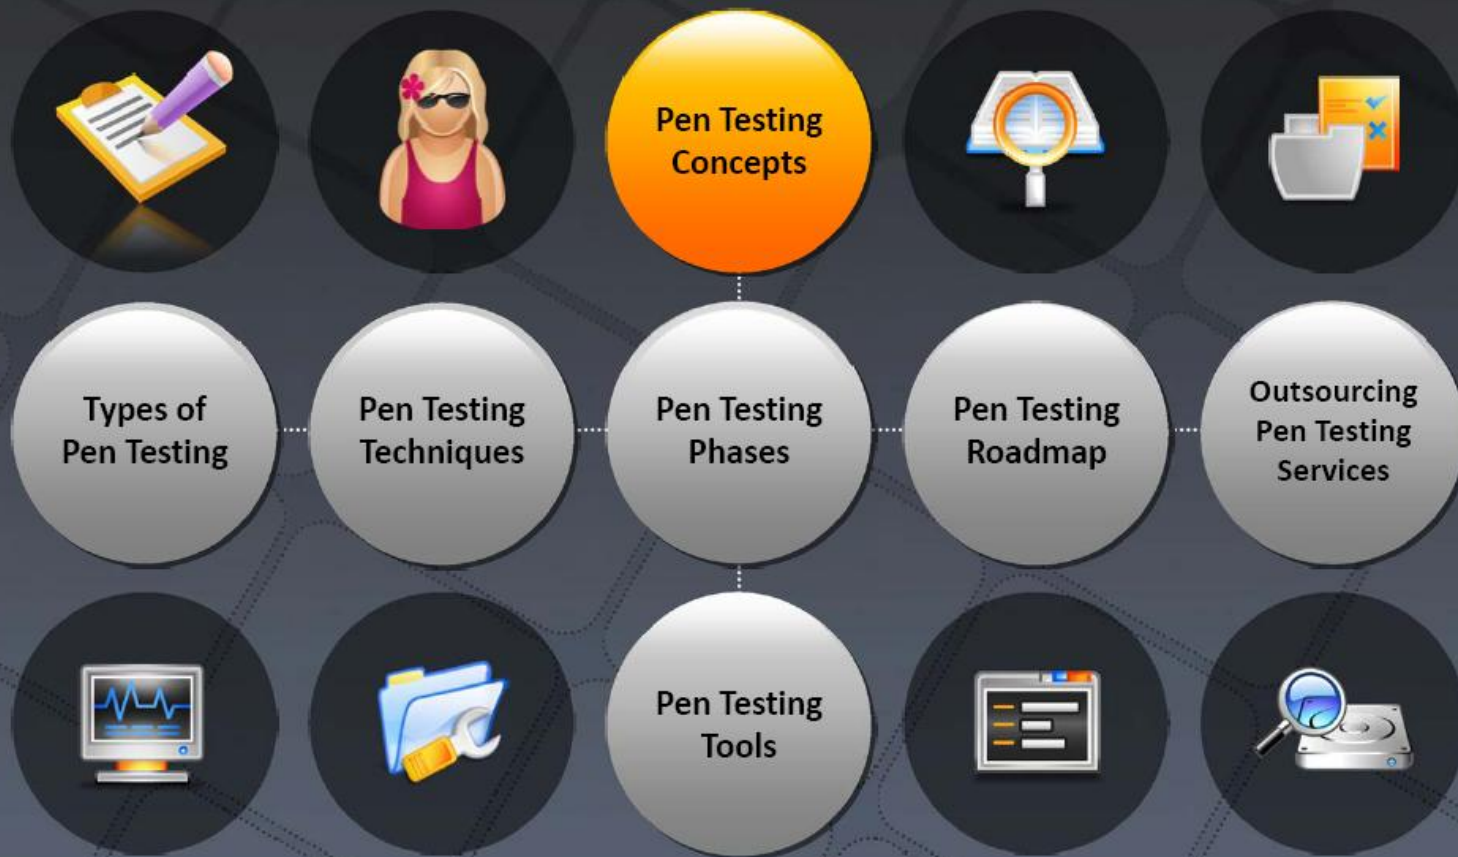 Pen Testing
Concepts
Types of
Pen Testing
Pen Testing
Techniques
Pen Testing
Phases
Pen Testing
Roadmap
Outsourcing
Pen Testing
Services
Pen Testing
Tools